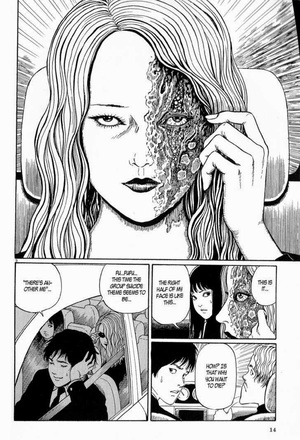 THIS IS
IT...
THE RIGHT
HALF OF MY
FACE IS LIKE
THIS...
HOW?
IS THAT
WHY YOU
WANT TO
DIE?
FU...FUFU...
THIS TIME THE
GROUP SUICIDE
THEME SEEMS
TO BE...
"THERE'S AN-
OTHER ME."
14